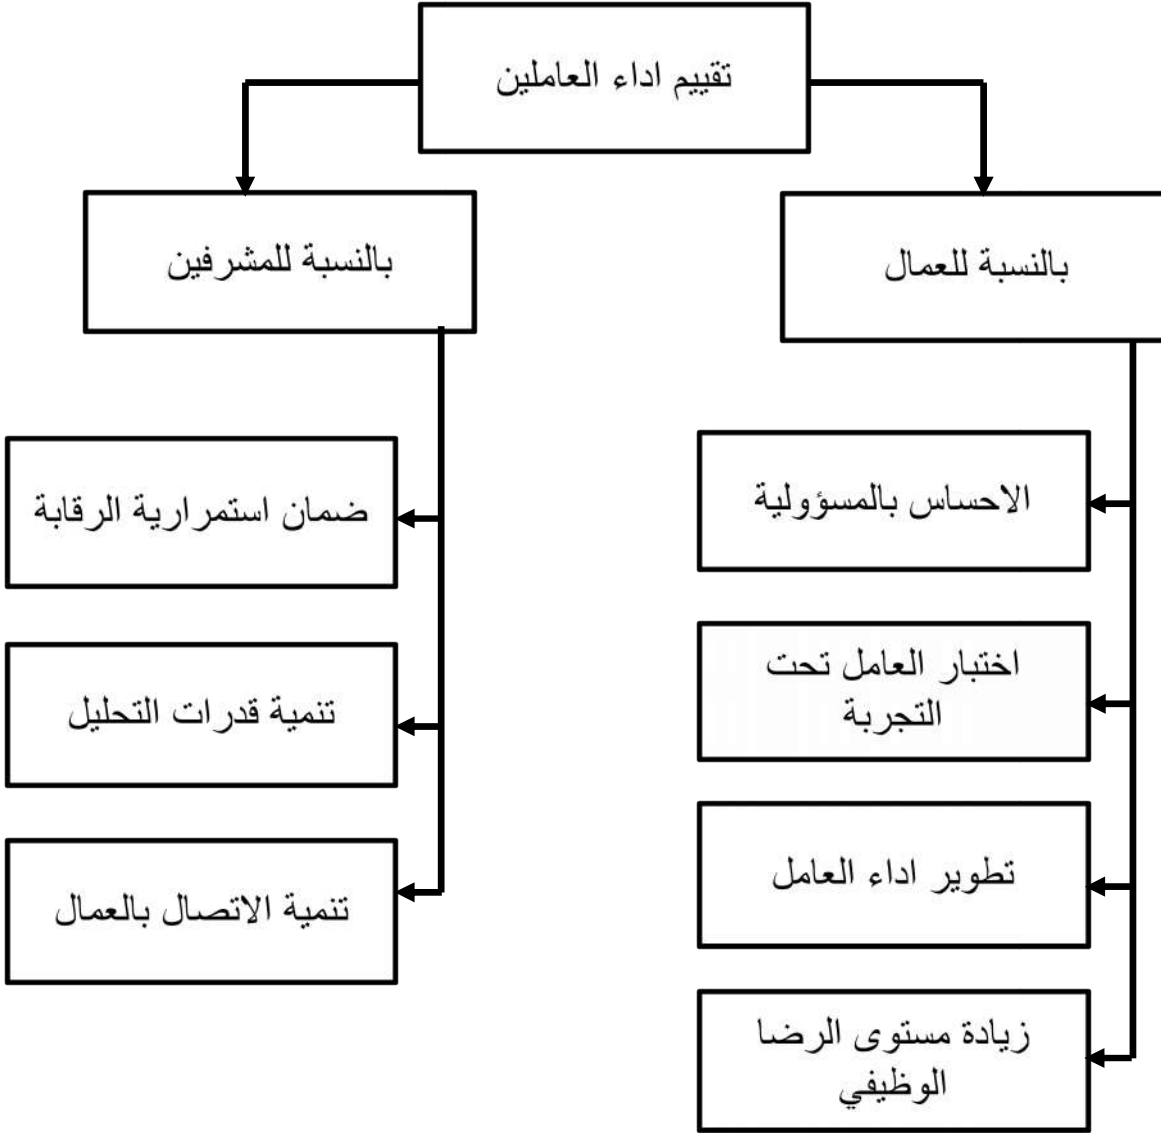 تقييم اداء العاملين
بالنسبة للعمال
الاحساس بالمسؤولية
اختبار العامل تحت
التجربة
تطوير اداء العامل
زيادة مستوى الرضا
الوظيفي
بالنسبة للمشرفين
ضمان استمرارية الرقابة
تنمية قدرات التحليل
تنمية الاتصال بالعمال